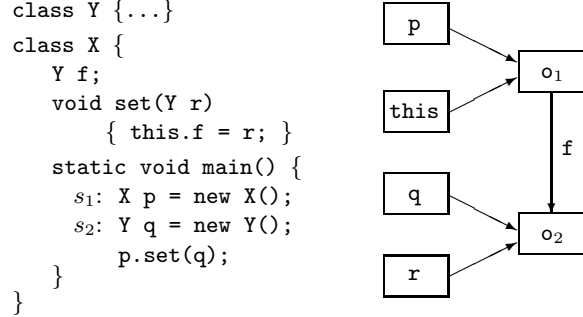 class Y {...}
class X {
Y f;
void set(Y r)
{ this.f = r; }
static void main() {
s₁: X p = new X();
s₂: Y q = new Y();
p.set(q);
}
}
p
o₁
this
f
q
o₂
r